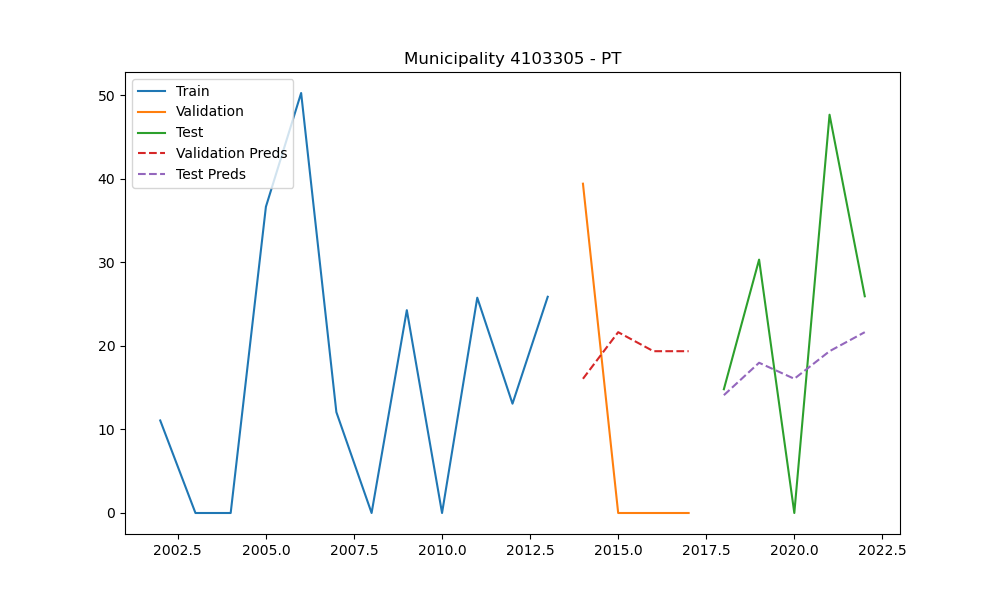 Municipality 4103305 - PT
Train
Validation
Test
Validation Preds
Test Preds
50
40
30
20
10
0
2002.5 2005.0 2007.5 2010.0 2012.5 2015.0 2017.5 2020.0 2022.5